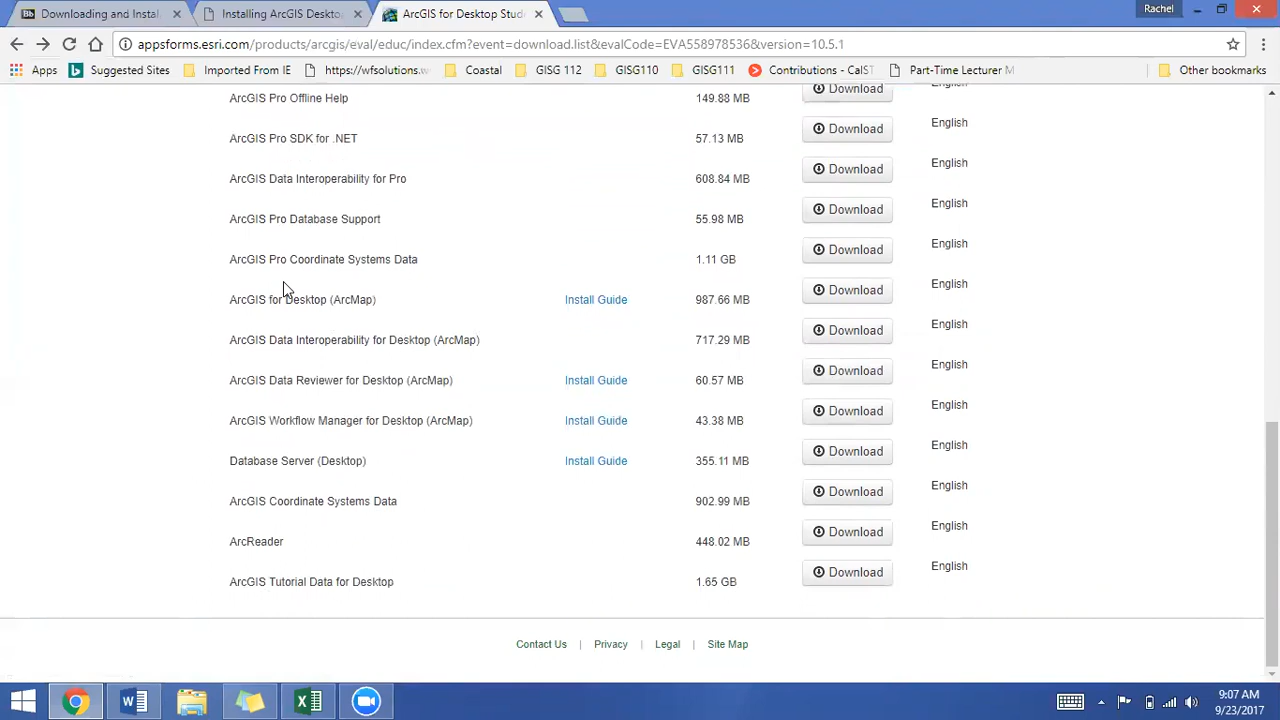 Bb Downloading and Instal
Installing ArcGIS Deskto
ArcGIS for Desktop Stud
Rachel
appsforms.esri.com/products/arcgis/eval/educ/index.cfm?event=download.list&evalCode=EVA558978536&version=10.5.1
Apps Suggested Sites Imported From IE https://wfsolutions.w Coastal GISG 112 GISG110 GISG111 Contributions - CalST Part-Time Lecturer M Other bookmarks
Download English
ArcGIS Pro Offline Help 149.88 MB
Download English
ArcGIS Pro SDK for .NET 57.13 MB
Download English
ArcGIS Data Interoperability for Pro 608.84 MB
Download English
ArcGIS Pro Database Support 55.98 MB
Download English
ArcGIS Pro Coordinate Systems Data 1.11 GB
Download English
ArcGIS for Desktop (ArcMap) Install Guide 987.66 MB
Download English
ArcGIS Data Interoperability for Desktop (ArcMap) 717.29 MB
Download English
ArcGIS Data Reviewer for Desktop (ArcMap) Install Guide 60.57 MB
Download English
ArcGIS Workflow Manager for Desktop (ArcMap) Install Guide 43.38 MB
Download English
Database Server (Desktop) Install Guide 355.11 MB
Download English
ArcGIS Coordinate Systems Data 902.99 MB
Download English
ArcReader 448.02 MB
Download English
ArcGIS Tutorial Data for Desktop 1.65 GB
Contact Us | Privacy | Legal | Site Map
9:07 AM
9/23/2017